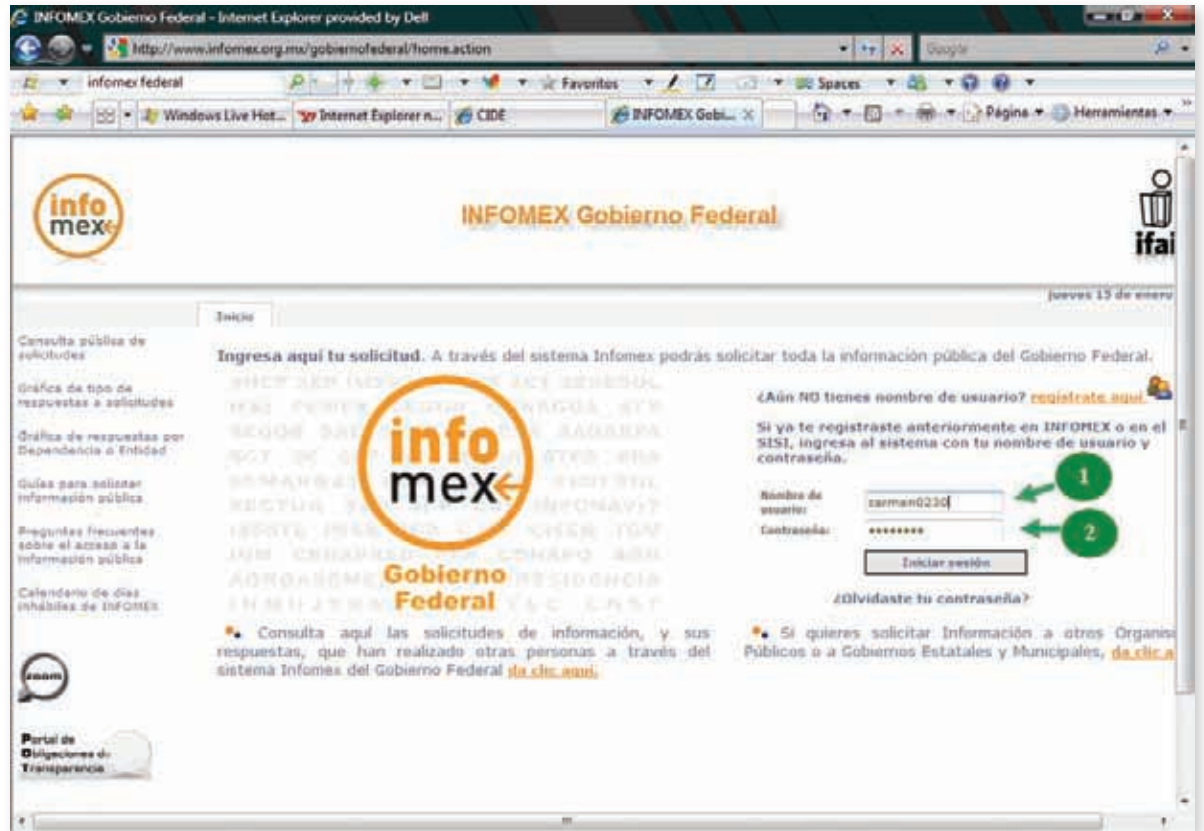 INFOMEX Gobierno Federal - Internet Explorer provided by Dell
http://www.infomex.org.mx/gobiernofederal/home.action
Google
infomex federal
Favoritos
Spaces
Windows Live Hot...
Internet Explorer n...
CIDE
INFOMEX Gobi...
Página
Herramientas
info
mex
INFOMEX Gobierno Federal
ifai
jueves 15 de enero
Inicio
Consulta pública de
solicitudes
Gráfica de tipo de
respuestas a solicitudes
Gráfica de respuestas por
Dependencia o Entidad
Guías para solicitar
información pública
Preguntas frecuentes
sobre el acceso a la
información pública
Calendario de días
inhábiles de INFOMEX
zoom
Portal de
Obligaciones de
Transparencia
Ingresa aquí tu solicitud. A través del sistema Infomex podrás solicitar toda la información pública del Gobierno Federal.
info
mex
Gobierno
Federal
¿Aún NO tienes nombre de usuario? regístrate aquí.
Si ya te registraste anteriormente en INFOMEX o en el
SISI, ingresa al sistema con tu nombre de usuario y
contraseña.
Nombre de
usuario:
carmen0230
1
Contraseña:
••••••••
2
Iniciar sesión
¿Olvidaste tu contraseña?
Consulta aquí las solicitudes de información, y sus
respuestas, que han realizado otras personas a través del
sistema Infomex del Gobierno Federal da clic aquí.
Si quieres solicitar Información a otros Organis
Públicos o a Gobiernos Estatales y Municipales, da clic a